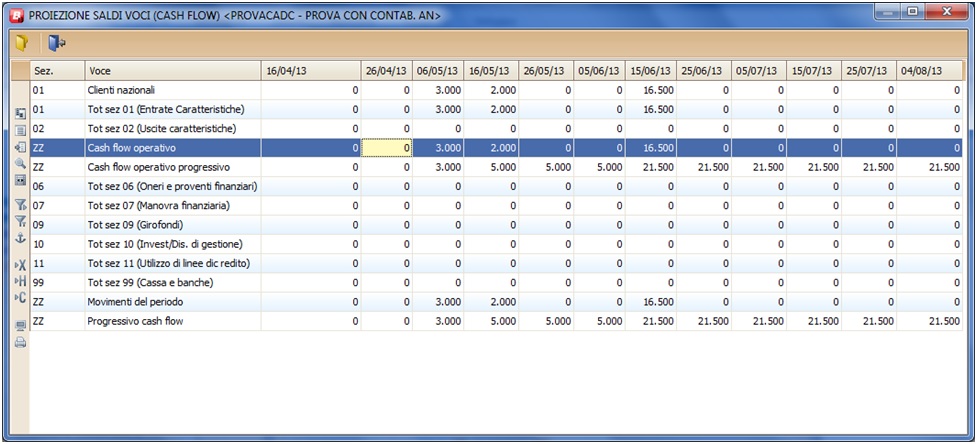 PROIEZIONE SALDI VOCI (CASH FLOW) <PROVACADC - PROVA CON CONTAB. AN>
Sez. Voce 16/04/13 26/04/13 06/05/13 16/05/13 26/05/13 05/06/13 15/06/13 25/06/13 05/07/13 15/07/13 25/07/13 04/08/13
01 Clienti nazionali 0 0 3.000 2.000 0 0 16.500 0 0 0 0 0
01 Tot sez 01 (Entrate Caratteristiche) 0 0 3.000 2.000 0 0 16.500 0 0 0 0 0
02 Tot sez 02 (Uscite caratteristiche) 0 0 0 0 0 0 0 0 0 0 0 0
ZZ Cash flow operativo 0 0 3.000 2.000 0 0 16.500 0 0 0 0 0
ZZ Cash flow operativo progressivo 0 0 3.000 5.000 5.000 5.000 21.500 21.500 21.500 21.500 21.500 21.500
06 Tot sez 06 (Oneri e proventi finanziari) 0 0 0 0 0 0 0 0 0 0 0 0
07 Tot sez 07 (Manovra finanziaria) 0 0 0 0 0 0 0 0 0 0 0 0
09 Tot sez 09 (Girofondi) 0 0 0 0 0 0 0 0 0 0 0 0
10 Tot sez 10 (Invest/Dis. di gestione) 0 0 0 0 0 0 0 0 0 0 0 0
11 Tot sez 11 (Utilizzo di linee dic redito) 0 0 0 0 0 0 0 0 0 0 0 0
99 Tot sez 99 (Cassa e banche) 0 0 0 0 0 0 0 0 0 0 0 0
ZZ Movimenti del periodo 0 0 3.000 2.000 0 0 16.500 0 0 0 0 0
ZZ Progressivo cash flow 0 0 3.000 5.000 5.000 5.000 21.500 21.500 21.500 21.500 21.500 21.500